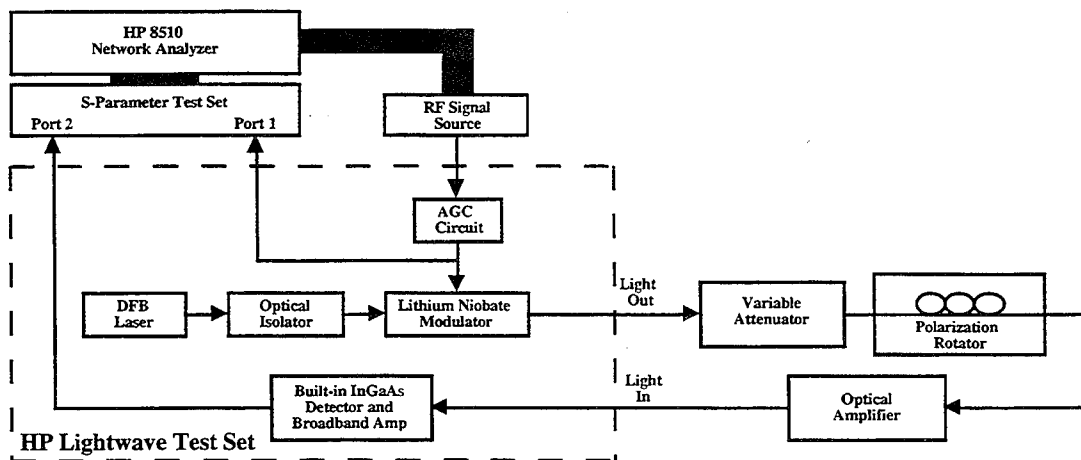 HP 8510
Network Analyzer
S-Parameter Test Set
Port 2
Port 1
RF Signal
Source
AGC
Circuit
DFB
Laser
Optical
Isolator
Lithium Niobate
Modulator
Light
Out
Variable
Attenuator
Polarization
Rotator
Built-in InGaAs
Detector and
Broadband Amp
Light
In
Optical
Amplifier
HP Lightwave Test Set